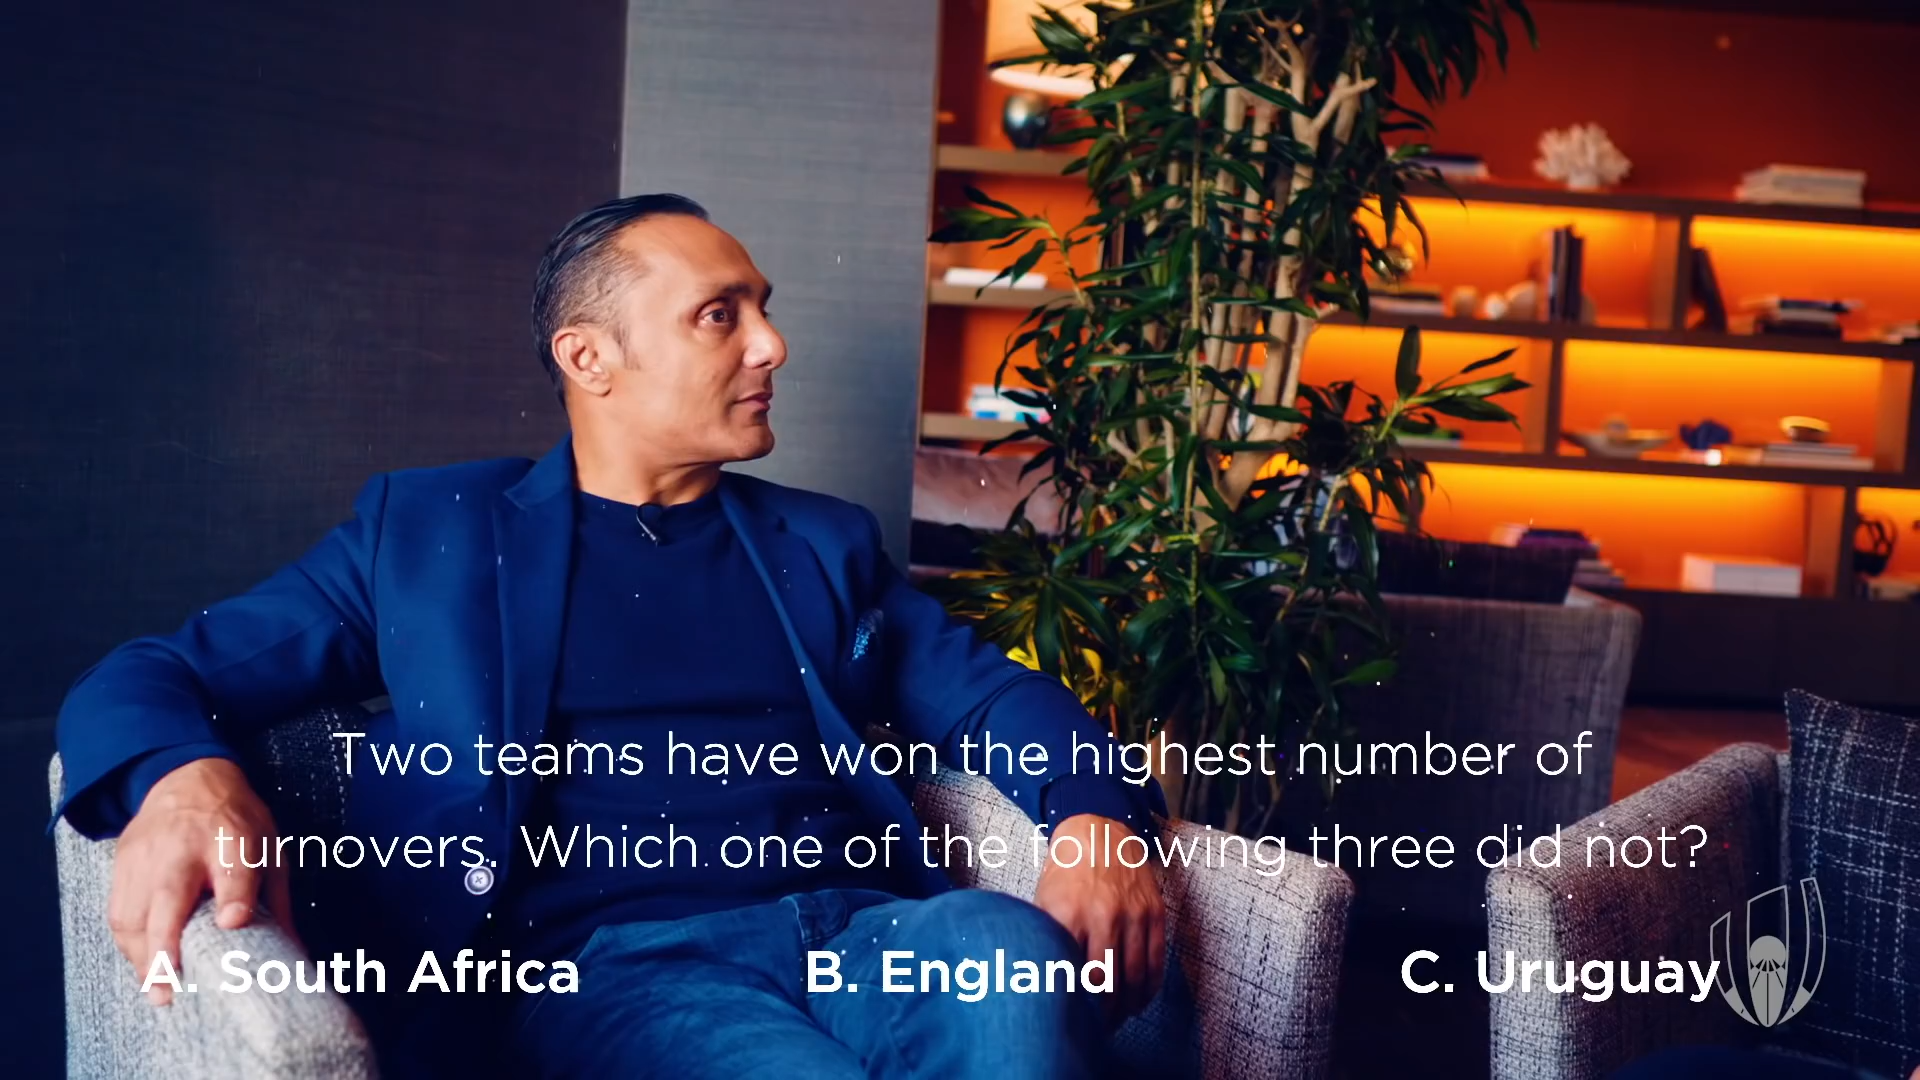 Two teams have won the highest number of
turnovers. Which one of the following three did not?
A. South Africa B. England C. Uruguay